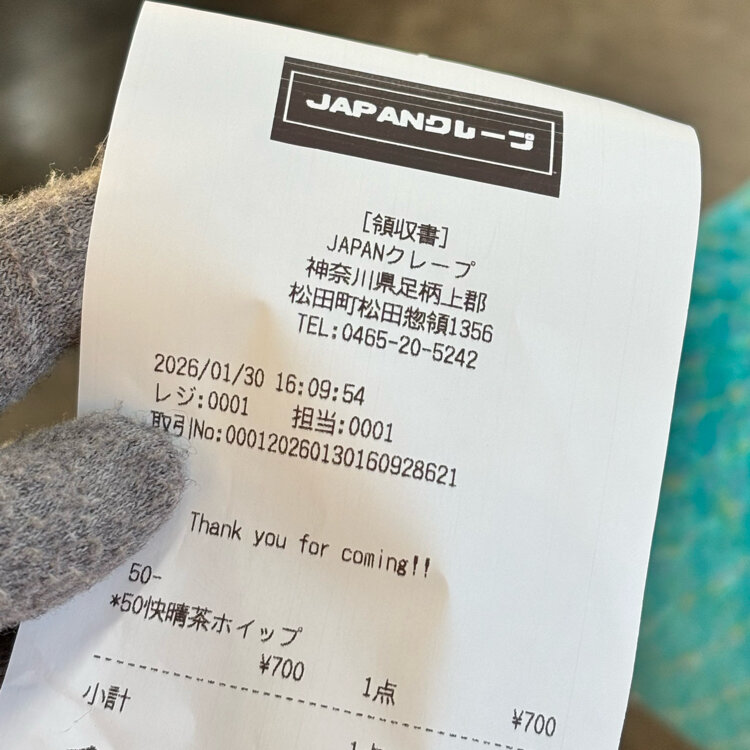 JAPANクレープ
[領収書]
JAPANクレープ
神奈川県足柄上郡
松田町松田惣領1356
TEL:0465-20-5242
2026/01/30 16:09:54
レジ:0001 担当:0001
取引No:000120260130160928621
Thank you for coming!!
50-
*50快晴茶ホイップ
¥700 1点 ¥700
小計
1点